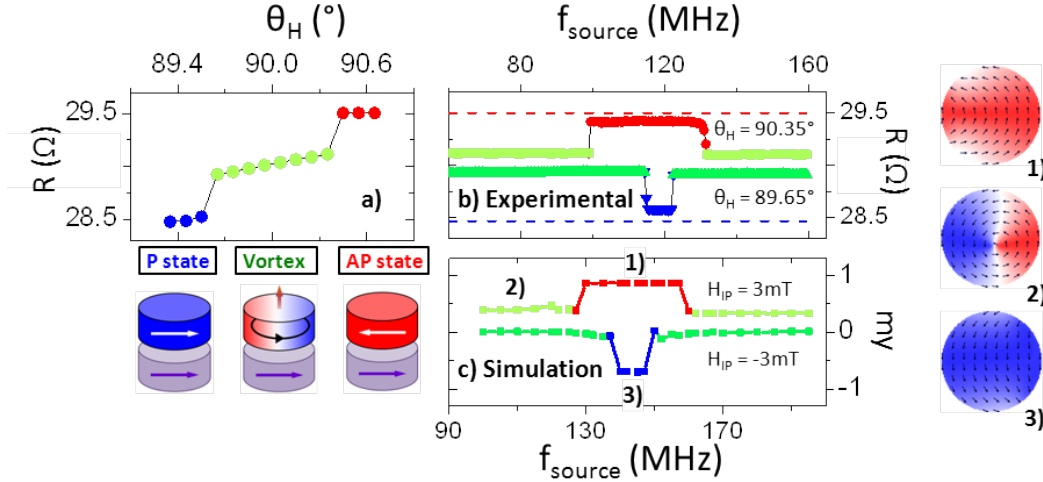 θH (°)
89.4 90.0 90.6
29.5
28.5
R (Ω)
a)
fsource (MHz)
80 120 160
29.5
28.5
R (Ω)
θH = 90.35°
b) Experimental
θH = 89.65°
1)
2)
HIP = 3mT
c) Simulation
HIP = -3mT
3)
1
0
-1
my
90 130 170
fsource (MHz)
P state
Vortex
AP state
1)
2)
3)